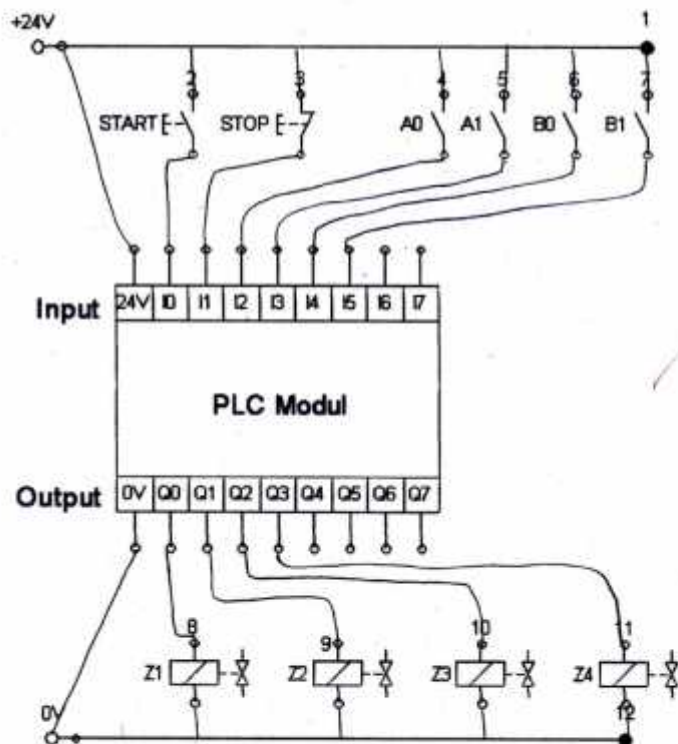 +24V 1
2 3 4 5 6 7
START STOP A0 A1 B0 B1
Input 24V I0 I1 I2 I3 I4 I5 I6 I7
PLC Modul
Output 0V Q0 Q1 Q2 Q3 Q4 Q5 Q6 Q7
8 9 10 11
Z1 Z2 Z3 Z4
0V 12